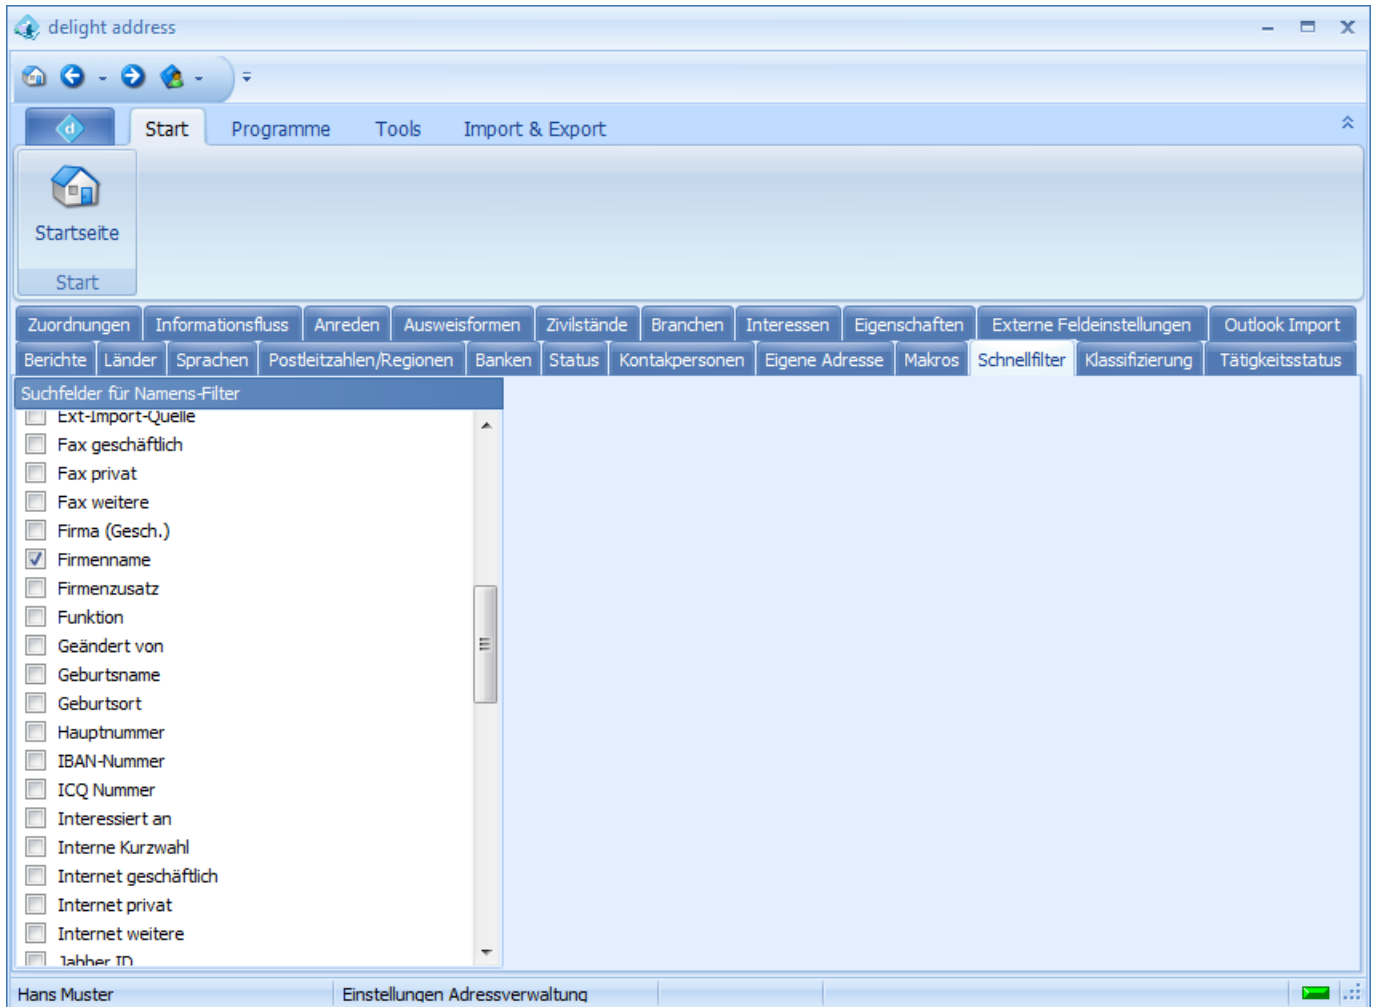 delight address
Start Programme Tools Import & Export
Startseite
Start
Zuordnungen Informationsfluss Anreden Ausweisformen Zivilstände Branchen Interessen Eigenschaften Externe Feldeinstellungen Outlook Import
Berichte Länder Sprachen Postleitzahlen/Regionen Banken Status Kontakpersonen Eigene Adresse Makros Schnellfilter Klassifizierung Tätigkeitsstatus
Suchfelder für Namens-Filter
Ext-Import-Quelle
Fax geschäftlich
Fax privat
Fax weitere
Firma (Gesch.)
Firmenname
Firmenzusatz
Funktion
Geändert von
Geburtsname
Geburtsort
Hauptnummer
IBAN-Nummer
ICQ Nummer
Interessiert an
Interne Kurzwahl
Internet geschäftlich
Internet privat
Internet weitere
Jabber ID
Hans Muster Einstellungen Adressverwaltung